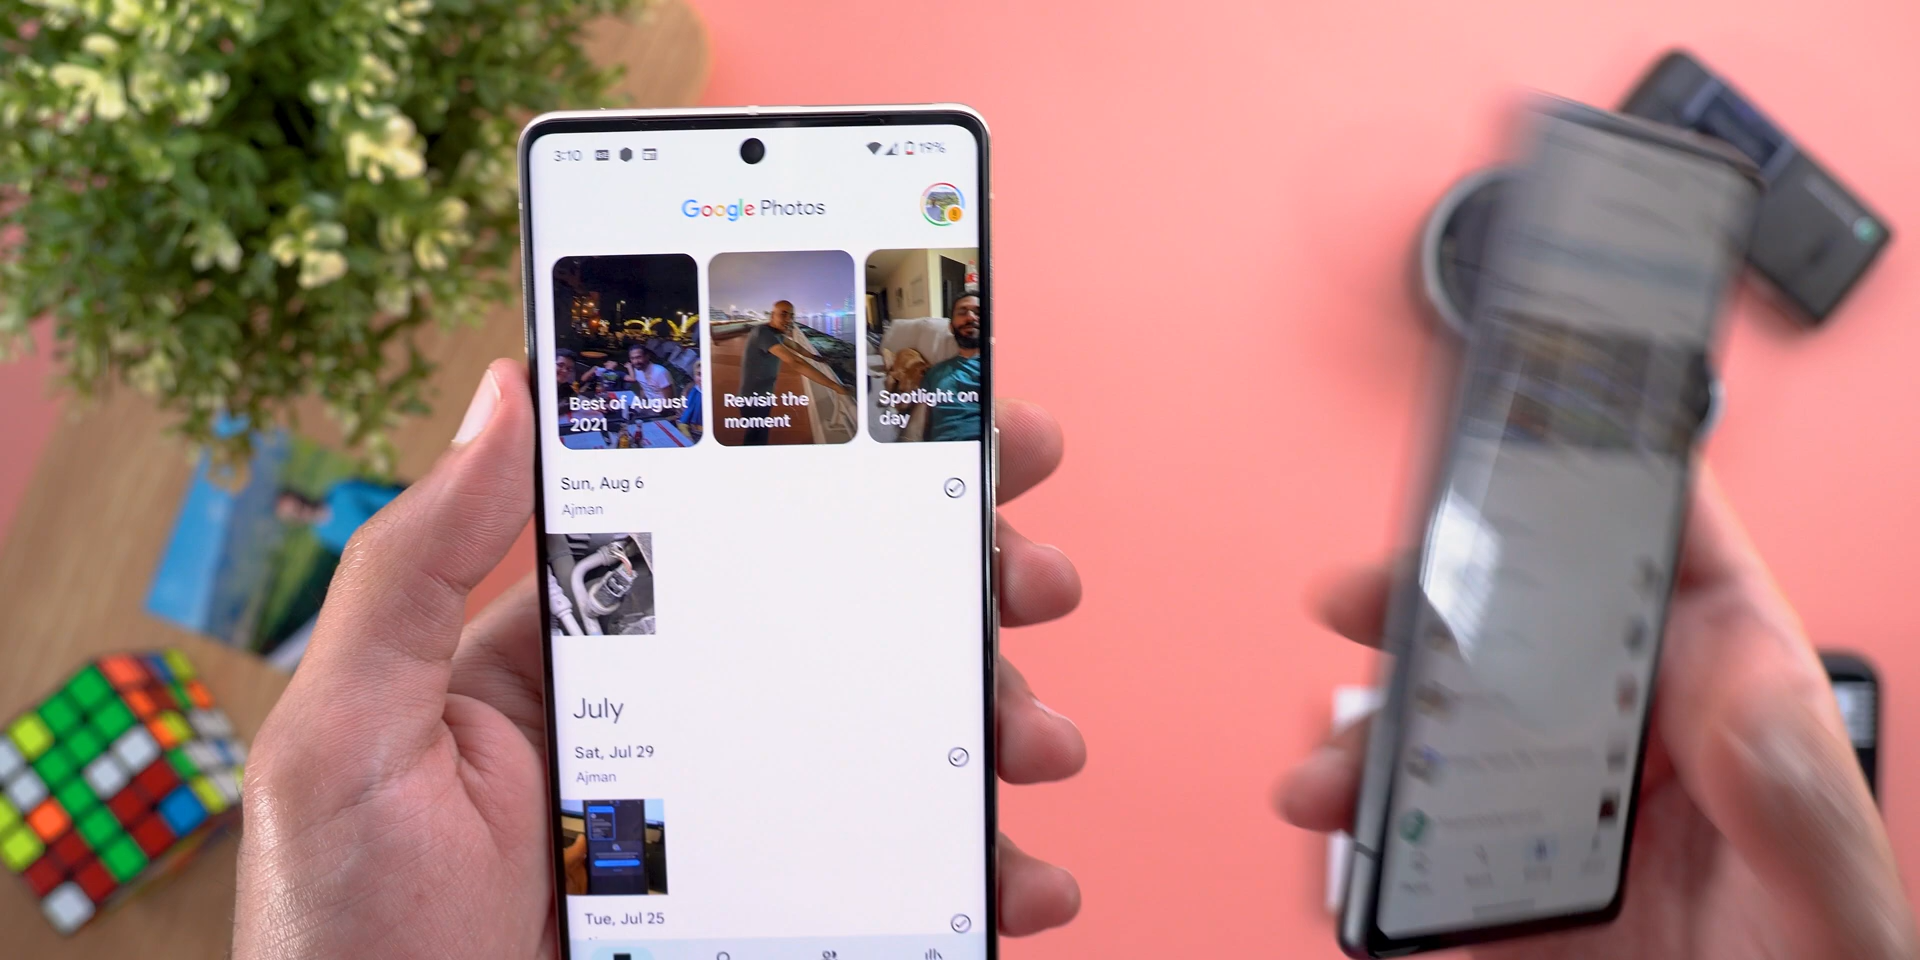 3:10
19%
Google Photos
Best of August
2021
Revisit the
moment
Spotlight on
day
Sun, Aug 6
Ajman
July
Sat, Jul 29
Ajman
Tue, Jul 25